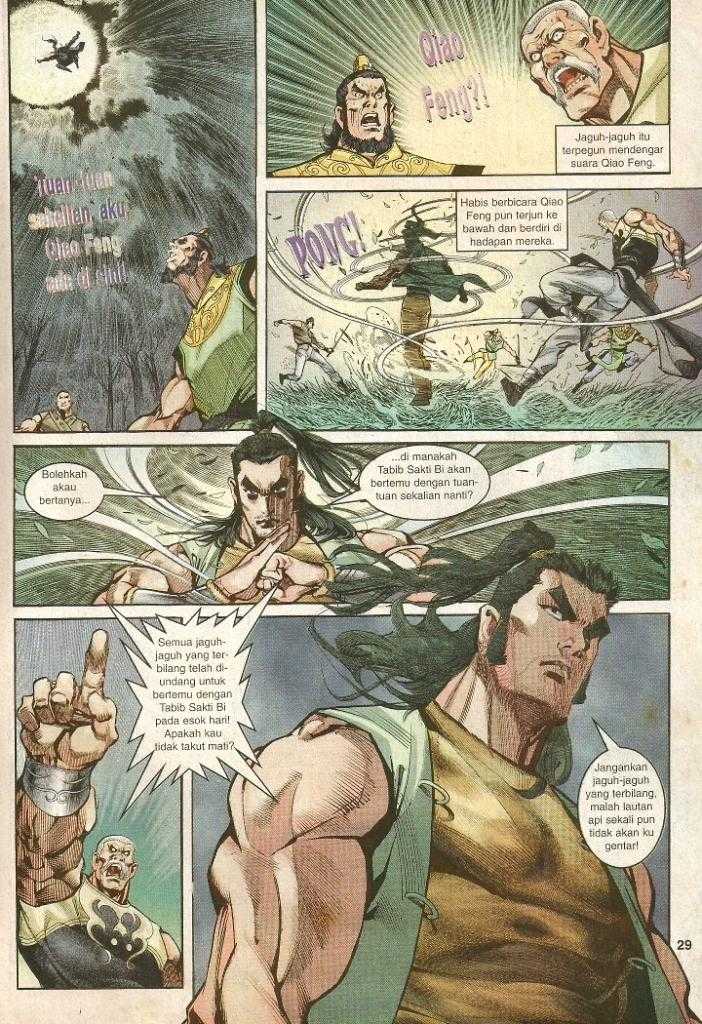 Tuan-tuan
sekalian, aku,
Qiao Feng
ada di sini!
Qiao
Feng?!
Jaguh-jaguh itu
terpegun mendengar
suara Qiao Feng.
PONG!
Habis berbicara Qiao
Feng pun terjun ke
bawah dan berdiri di
hadapan mereka.
Bolehkah
akau
bertanya...
...di manakah
Tabib Sakti Bi akan
bertemu dengan tuan-
tuan sekalian nanti?
Semua jaguh-
jaguh yang ter-
bilang telah di-
undang untuk
bertemu dengan
Tabib Sakti Bi
pada esok hari!
Apakah kau
tidak takut mati?
Jangankan
jaguh-jaguh
yang terbilang,
malah lautan
api sekali pun
tidak akan ku
gentar!
29